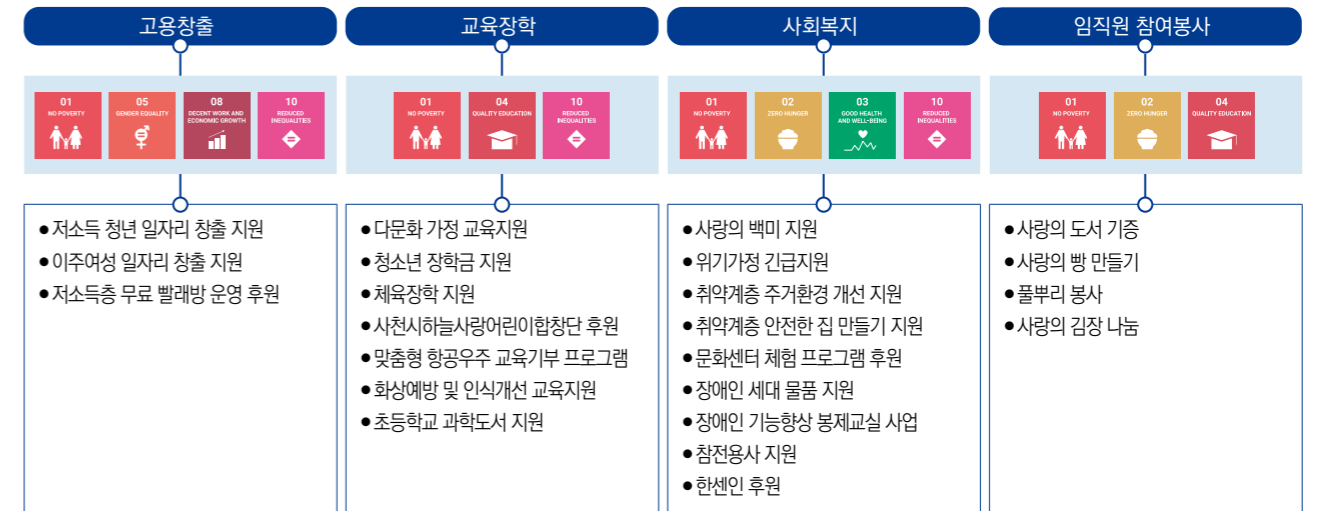 고용창출
01
NO POVERTY
05
GENDER EQUALITY
08
DECENT WORK AND
ECONOMIC GROWTH
10
REDUCED
INEQUALITIES
●저소득 청년 일자리 창출 지원
●이주여성 일자리 창출 지원
●저소득층 무료 빨래방 운영 후원
교육장학
01
NO POVERTY
04
QUALITY EDUCATION
10
REDUCED
INEQUALITIES
●다문화 가정 교육지원
●청소년 장학금 지원
●체육장학 지원
●사천시하늘사랑어린이합창단 후원
●맞춤형 항공우주 교육기부 프로그램
●화상예방 및 인식개선 교육지원
●초등학교 과학도서 지원
사회복지
01
NO POVERTY
02
ZERO HUNGER
03
GOOD HEALTH
AND WELL-BEING
10
REDUCED
INEQUALITIES
●사랑의 백미 지원
●위기가정 긴급지원
●취약계층 주거환경 개선 지원
●취약계층 안전한 집 만들기 지원
●문화센터 체험 프로그램 후원
●장애인 세대 물품 지원
●장애인 기능향상 봉제교실 사업
●참전용사 지원
●한센인 후원
임직원 참여봉사
01
NO POVERTY
02
ZERO HUNGER
04
QUALITY EDUCATION
●사랑의 도서 기증
●사랑의 빵 만들기
●풀뿌리 봉사
●사랑의 김장 나눔